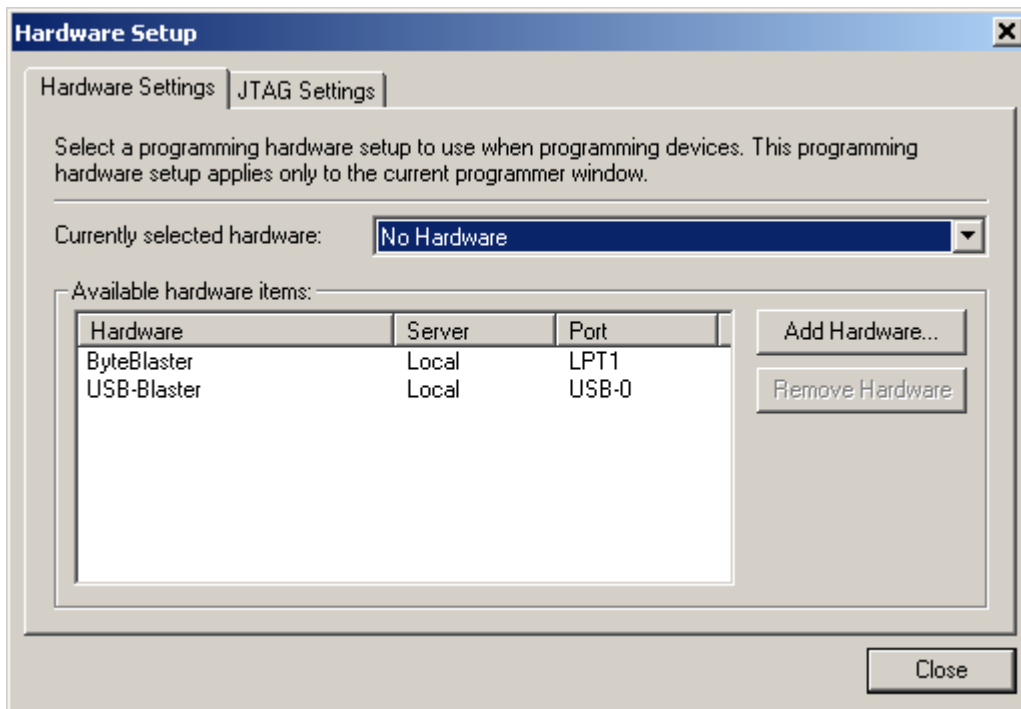 Hardware Setup
Hardware Settings JTAG Settings
Select a programming hardware setup to use when programming devices. This programming
hardware setup applies only to the current programmer window.
Currently selected hardware: No Hardware
Available hardware items:
Hardware Server Port
ByteBlaster Local LPT1
USB-Blaster Local USB-0
Add Hardware...
Remove Hardware
Close